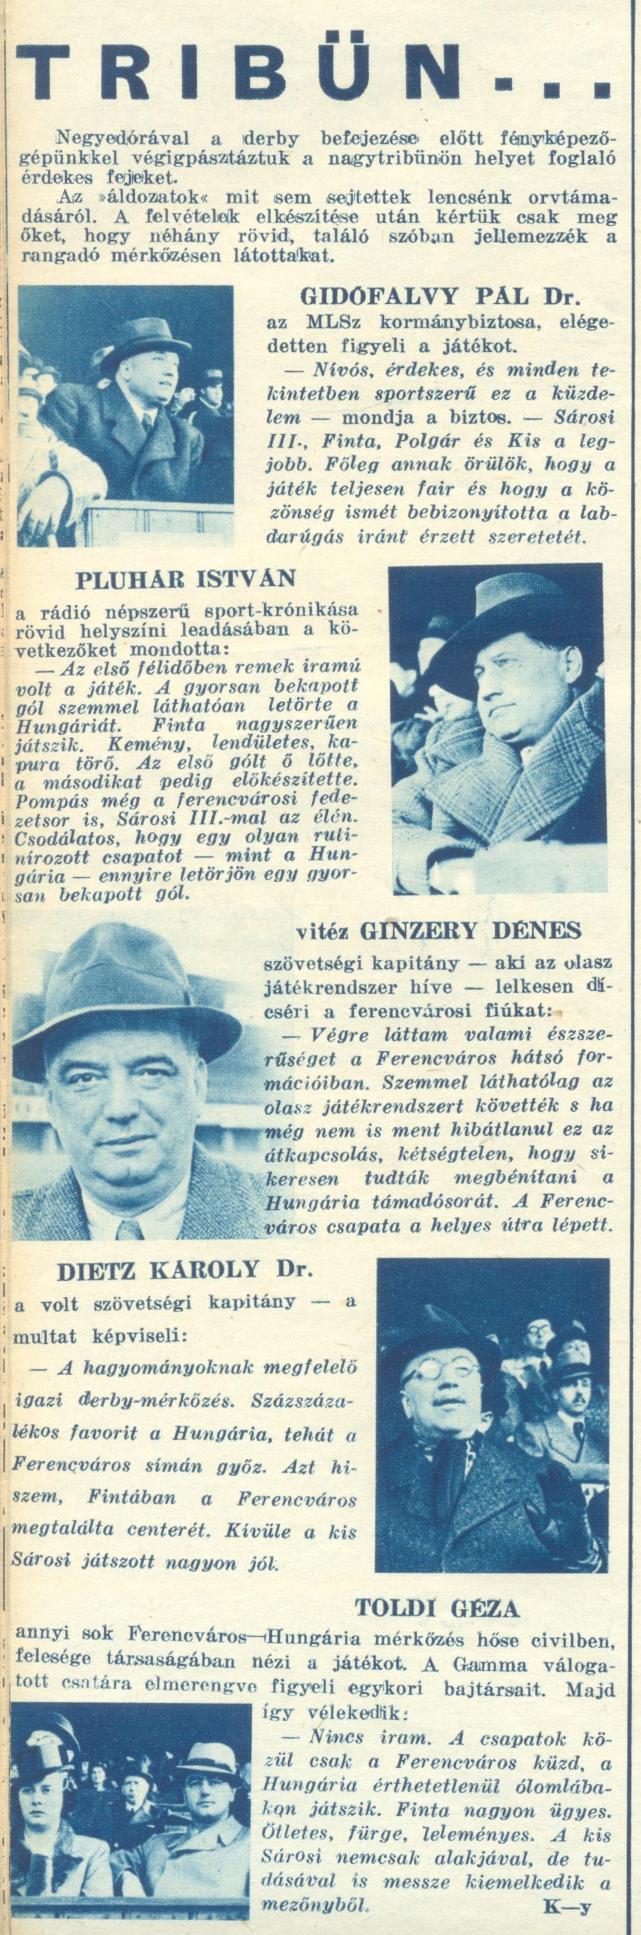 TRIBÜN...
Negyedórával a derby befejezése előtt fényképező-
gépünkkel végigpásztáztuk a nagytribünön helyet foglaló
érdekes fejeket.
Az »áldozatok« mit sem sejtettek lencsénk orvtáma-
dásáról. A felvételek elkészítése után kértük csak meg
őket, hogy néhány rövid, találó szóban jellemezzék a
rangadó mérkőzésen látottakat.
GIDÓFALVY PÁL Dr.
az MLSz kormánybiztosa, elége-
detten figyeli a játékot.
— Nívós, érdekes, és minden te-
kintetben sportszerű ez a küzde-
lem — mondja a biztos. — Sárosi
III., Finta, Polgár és Kis a leg-
jobb. Főleg annak örülök, hogy a
játék teljesen fair és hogy a kö-
zönség ismét bebizonyította a lab-
darúgás iránt érzett szeretetét.
PLUHÁR ISTVÁN
a rádió népszerű sport-krónikása
rövid helyszíni leadásában a kö-
vetkezőket mondotta:
— Az első félidőben remek iramú
volt a játék. A gyorsan bekapott
gól szemmel láthatóan letörte a
Hungáriát. Finta nagyszerűen
játszik. Kemény, lendületes, ka-
pura törő. Az első gólt ő lőtte,
a másodikat pedig előkészítette.
Pompás még a ferencvárosi fede-
zetsor is, Sárosi III.-mal az élén.
Csodálatos, hogy egy olyan ruti-
nírozott csapatot — mint a Hun-
gária — ennyire letörjön egy gyor-
san bekapott gól.
vitéz GINZERY DÉNES
szövetségi kapitány — aki az olasz
játékrendszer híve — lelkesen di-
cséri a ferencvárosi fiúkat:
— Végre láttam valami észsze-
rűséget a Ferencváros hátsó for-
mációiban. Szemmel láthatólag az
olasz játékrendszert követték s ha
még nem is ment hibátlanul ez az
átkapcsolás, kétségtelen, hogy si-
keresen tudták megbénítani a
Hungária támadósorát. A Ferenc-
város csapata a helyes útra lépett.
DIETZ KÁROLY Dr.
a volt szövetségi kapitány — a
multat képviseli:
— A hagyományoknak megfelelő
igazi derby-mérkőzés. Százszáza-
lékos favorit a Hungária, tehát a
Ferencváros símán győz. Azt hi-
szem, Fintában a Ferencváros
megtalálta centerét. Kívüle a kis
Sárosi játszott nagyon jól.
TOLDI GÉZA
annyi sok Ferencváros—Hungária mérkőzés hőse civilben,
felesége társaságában nézi a játékot. A Gamma váloga-
tott csatára elmerengve figyeli egykori bajtársait. Majd
így vélekedik:
— Nincs iram. A csapatok kö-
zül csak a Ferencváros küzd, a
Hungária érthetetlenül ólomlába-
kon játszik. Finta nagyon ügyes.
Ötletes, fürge, leleményes. A kis
Sárosi nemcsak alakjával, de tu-
dásával is messze kiemelkedik a
mezőnyből. K—y